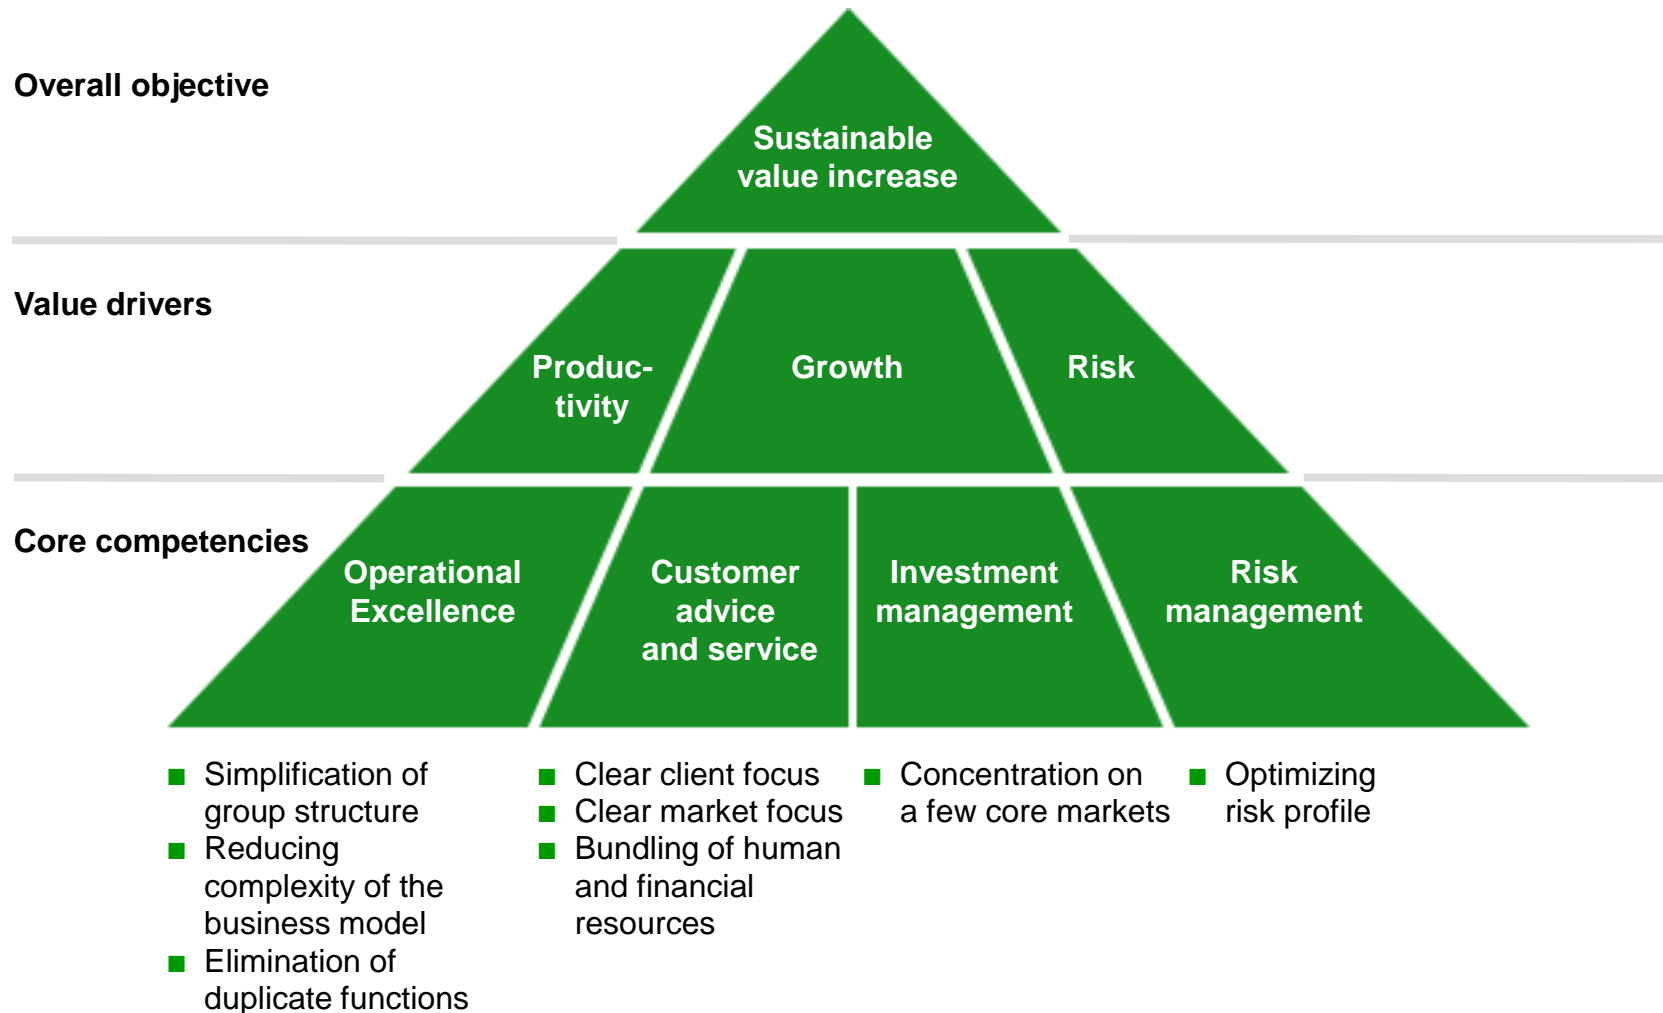 Overall objective
Sustainable
value increase
Value drivers
Produc-
tivity
Growth
Risk
Core competencies
Operational
Excellence
Customer
advice
and service
Investment
management
Risk
management
■ Simplification of
group structure
■ Reducing
complexity of the
business model
■ Elimination of
duplicate functions
■ Clear client focus
■ Clear market focus
■ Bundling of human
and financial
resources
■ Concentration on
a few core markets
■ Optimizing
risk profile